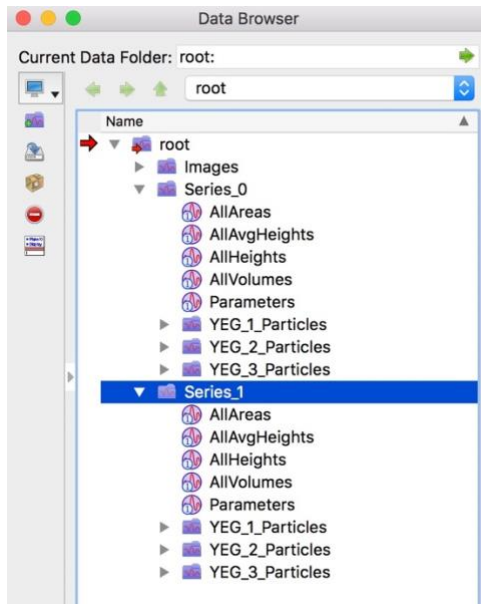 Data Browser
Current Data Folder: root:
root
Name
root
Images
Series_0
AllAreas
AllAvgHeights
AllHeights
AllVolumes
Parameters
YEG_1_Particles
YEG_2_Particles
YEG_3_Particles
Series_1
AllAreas
AllAvgHeights
AllHeights
AllVolumes
Parameters
YEG_1_Particles
YEG_2_Particles
YEG_3_Particles